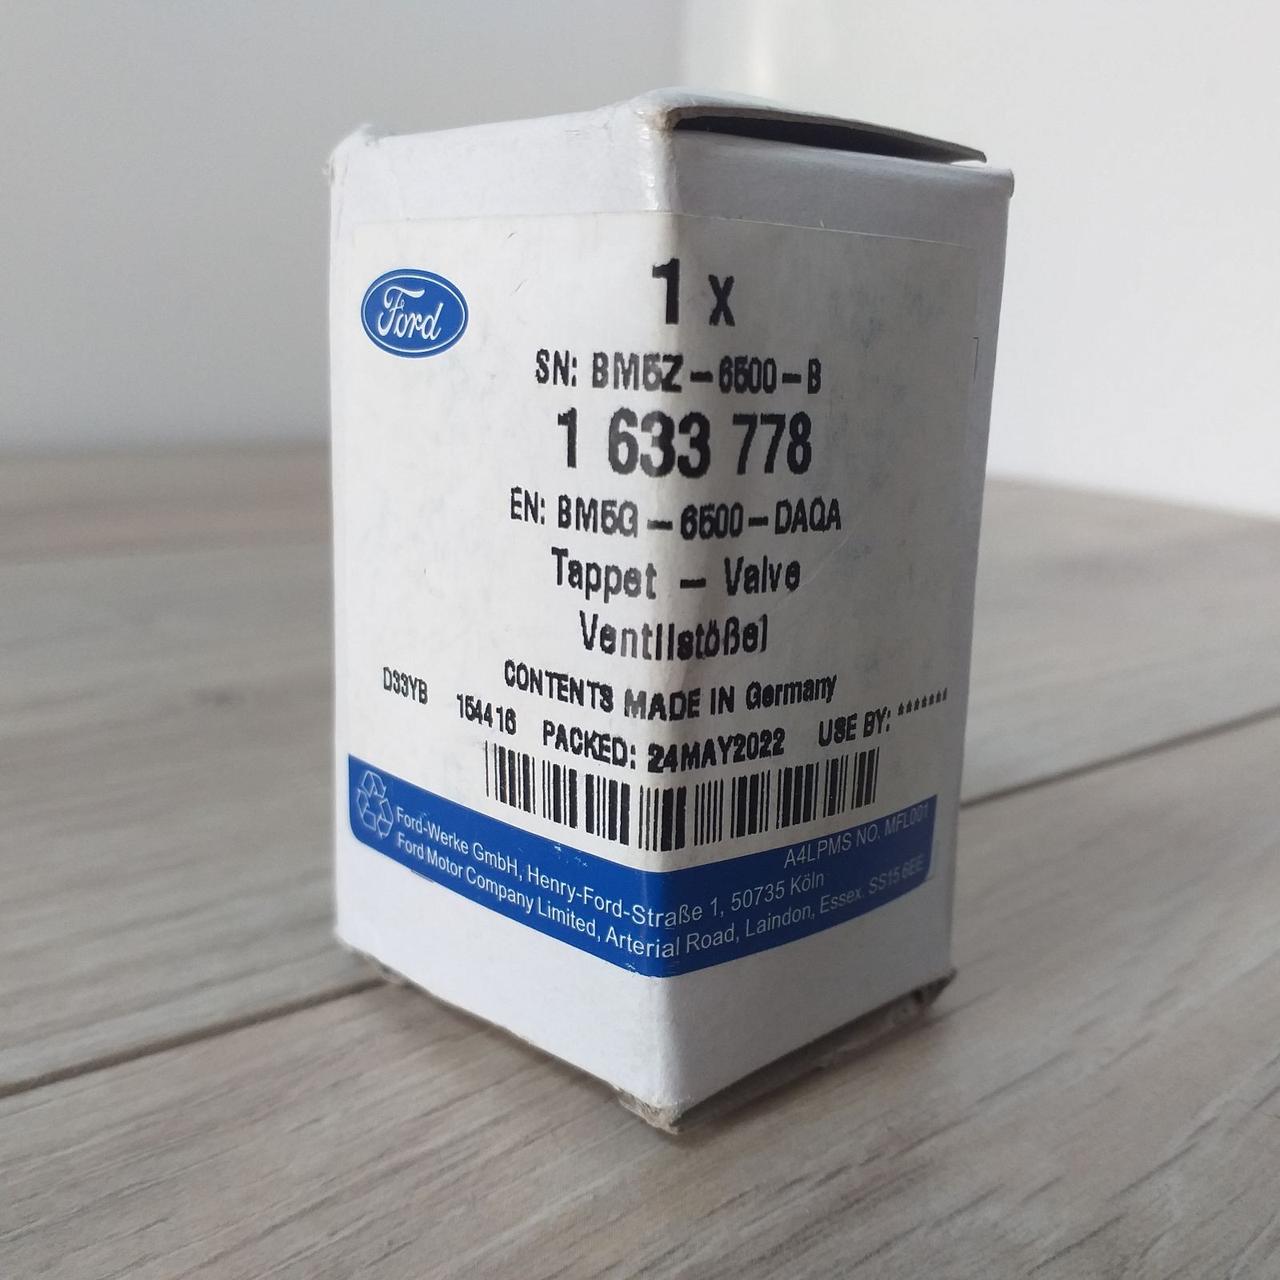 Ford
1 x
SN: BM5Z-6500-B
1 633 778
EN: BM5G-6500-DAQA
Tappet - Valve
Ventilstößel
CONTENTS MADE IN Germany
D33YB 154416 PACKED: 24MAY2022 USE BY: *******
A4LPMS NO. MFL001
Ford-Werke GmbH, Henry-Ford-Straße 1, 50735 Köln
Ford Motor Company Limited, Arterial Road, Laindon, Essex. SS15 6EE